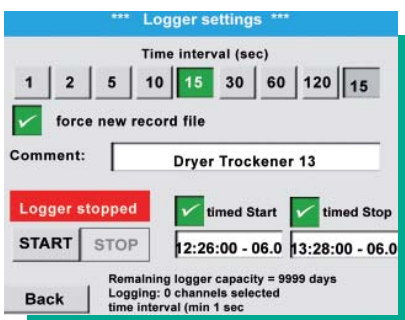 *** Logger settings ***
Time interval (sec)
1 2 5 10 15 30 60 120 15
force new record file
Comment: Dryer Trockener 13
Logger stopped timed Start timed Stop
START STOP 12:26:00 - 06.0 13:28:00 - 06.0
Remaining logger capacity = 9999 days
Back Logging: 0 channels selected
time interval (min 1 sec